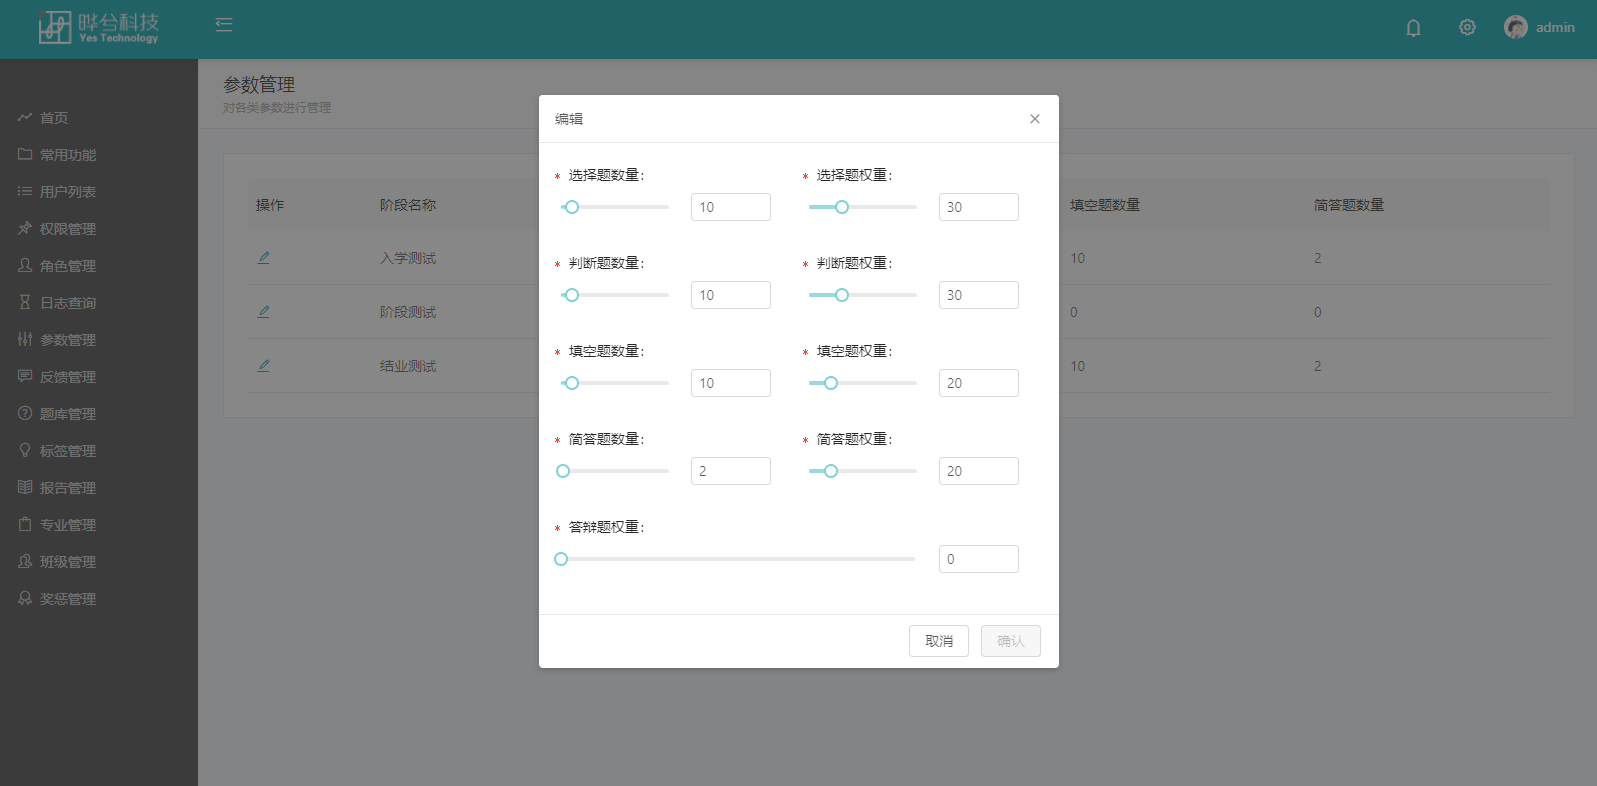 晔兮科技
Yes Technology
admin
首页
常用功能
用户列表
权限管理
角色管理
日志查询
参数管理
反馈管理
题库管理
标签管理
报告管理
专业管理
班级管理
奖惩管理
参数管理
对各类参数进行管理
操作 阶段名称 填空题数量 简答题数量
入学测试 10 2
阶段测试 0 0
结业测试 10 2
编辑
* 选择题数量: * 选择题权重:
10 30
* 判断题数量: * 判断题权重:
10 30
* 填空题数量: * 填空题权重:
10 20
* 简答题数量: * 简答题权重:
2 20
* 答辩题权重:
0
取消 确认